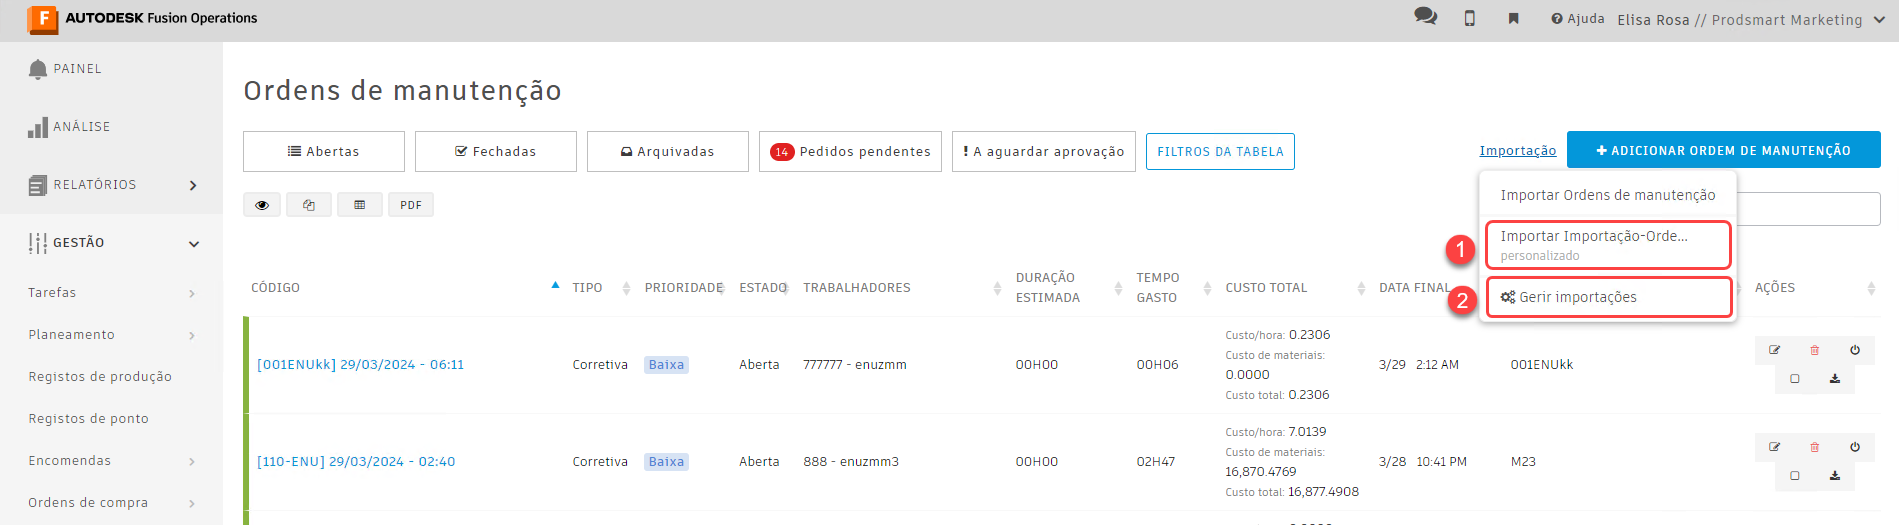 AUTODESK Fusion Operations
Ajuda
Elisa Rosa // Prodsmart Marketing
PAINEL
ANÁLISE
RELATÓRIOS
GESTÃO
Tarefas
Planeamento
Registos de produção
Registos de ponto
Encomendas
Ordens de compra
Ordens de manutenção
Abertas
Fechadas
Arquivadas
14 Pedidos pendentes
! A aguardar aprovação
FILTROS DA TABELA
Importação
+ ADICIONAR ORDEM DE MANUTENÇÃO
PDF
Importar Ordens de manutenção
1
Importar Importação-Orde...
personalizado
2
Gerir importações
CÓDIGO
TIPO
PRIORIDADE
ESTADO
TRABALHADORES
DURAÇÃO
ESTIMADA
TEMPO
GASTO
CUSTO TOTAL
DATA FINAL
AÇÕES
[001ENUkk] 29/03/2024 - 06:11
Corretiva
Baixa
Aberta
777777 - enuzmm
00H00
00H06
Custo/hora: 0.2306
Custo de materiais:
0.0000
Custo total: 0.2306
3/29 2:12 AM
001ENUkk
[110-ENU] 29/03/2024 - 02:40
Corretiva
Baixa
Aberta
888 - enuzmm3
00H00
02H47
Custo/hora: 7.0139
Custo de materiais:
16,870.4769
Custo total: 16,877.4908
3/28 10:41 PM
M23